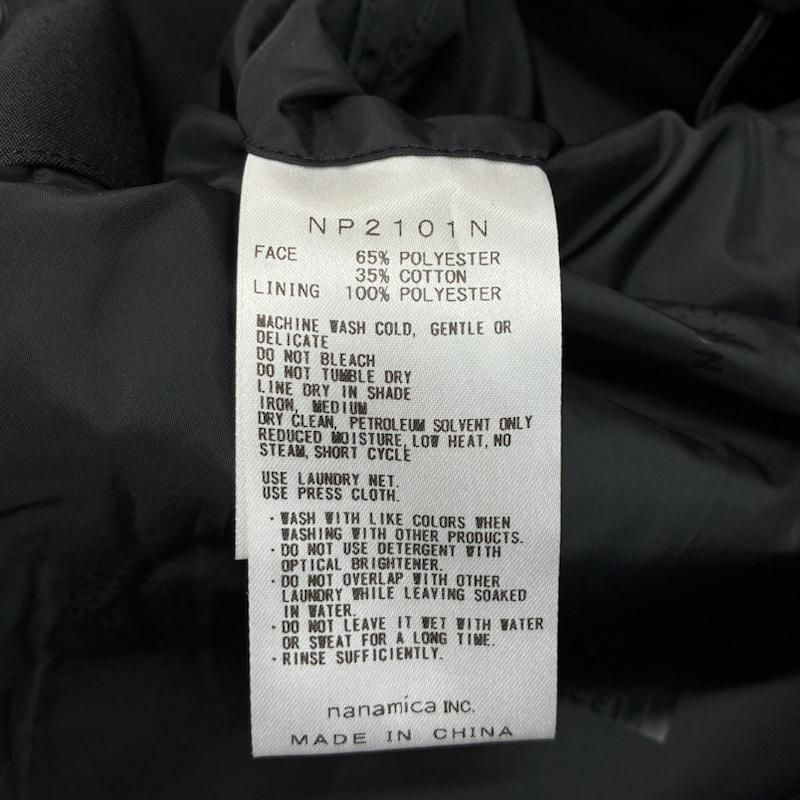 NP2101N
FACE 65% POLYESTER
35% COTTON
LINING 100% POLYESTER
MACHINE WASH COLD, GENTLE OR
DELICATE
DO NOT BLEACH
DO NOT TUMBLE DRY
LINE DRY IN SHADE
IRON, MEDIUM
DRY CLEAN, PETROLEUM SOLVENT ONLY
REDUCED MOISTURE, LOW HEAT, NO
STEAM, SHORT CYCLE
USE LAUNDRY NET.
USE PRESS CLOTH.
・WASH WITH LIKE COLORS WHEN
WASHING WITH OTHER PRODUCTS.
・DO NOT USE DETERGENT WITH
OPTICAL BRIGHTENER.
・DO NOT OVERLAP WITH OTHER
LAUNDRY WHILE LEAVING SOAKED
IN WATER.
・DO NOT LEAVE IT WET WITH WATER
OR SWEAT FOR A LONG TIME.
・RINSE SUFFICIENTLY.
nanamica INC.
MADE IN CHINA